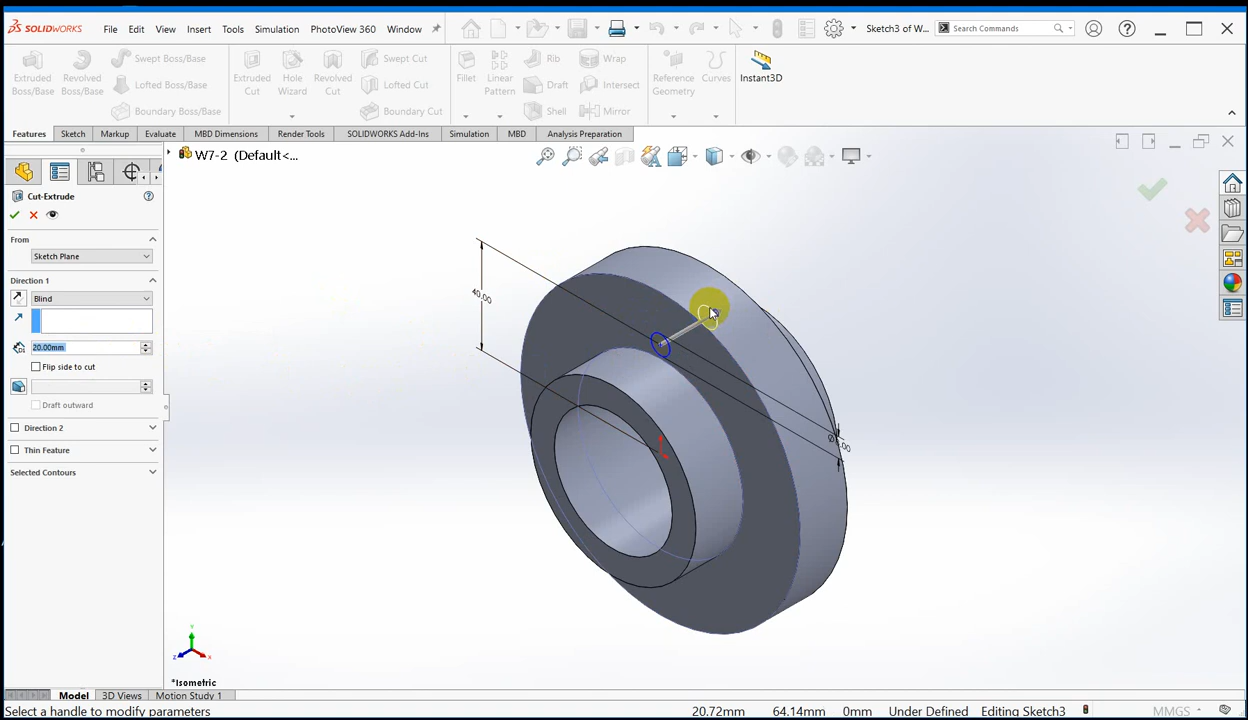 SOLIDWORKS File Edit View Insert Tools Simulation PhotoView 360 Window Sketch3 of W... Search Commands
Extruded Boss/Base Revolved Boss/Base Swept Boss/Base Lofted Boss/Base Boundary Boss/Base Extruded Cut Hole Wizard Revolved Cut Swept Cut Lofted Cut Boundary Cut Fillet Linear Pattern Rib Draft Shell Wrap Intersect Mirror Reference Geometry Curves Instant3D
Features Sketch Markup Evaluate MBD Dimensions Render Tools SOLIDWORKS Add-Ins Simulation MBD Analysis Preparation
W7-2 (Default<...
Cut-Extrude
From
Sketch Plane
Direction 1
Blind
20.00mm
Flip side to cut
Draft outward
Direction 2
Thin Feature
Selected Contours
40.00
Y
Z X
*Isometric
Model 3D Views Motion Study 1
Select a handle to modify parameters 20.72mm 64.14mm 0mm Under Defined Editing Sketch3 MMGS